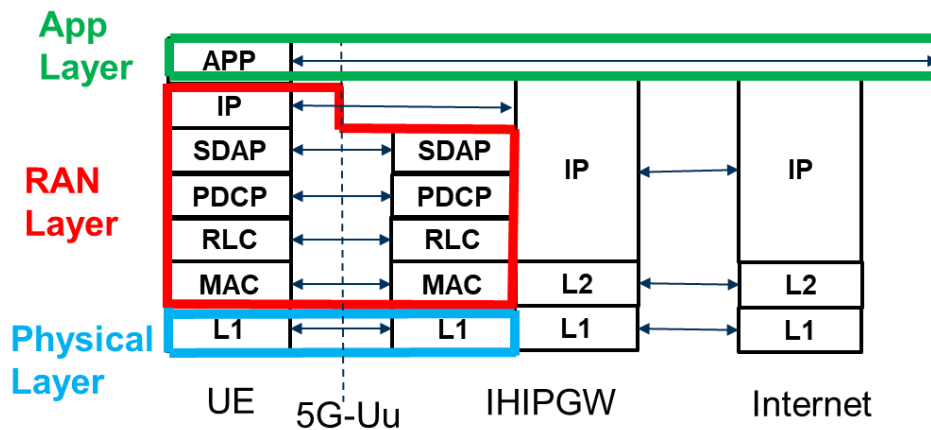 App
Layer
APP
IP
SDAP
SDAP
RAN
Layer
IP
IP
PDCP
PDCP
RLC
RLC
MAC
MAC
L2
L2
Physical
Layer
L1
L1
L1
L1
UE
5G-Uu
IHIPGW
Internet